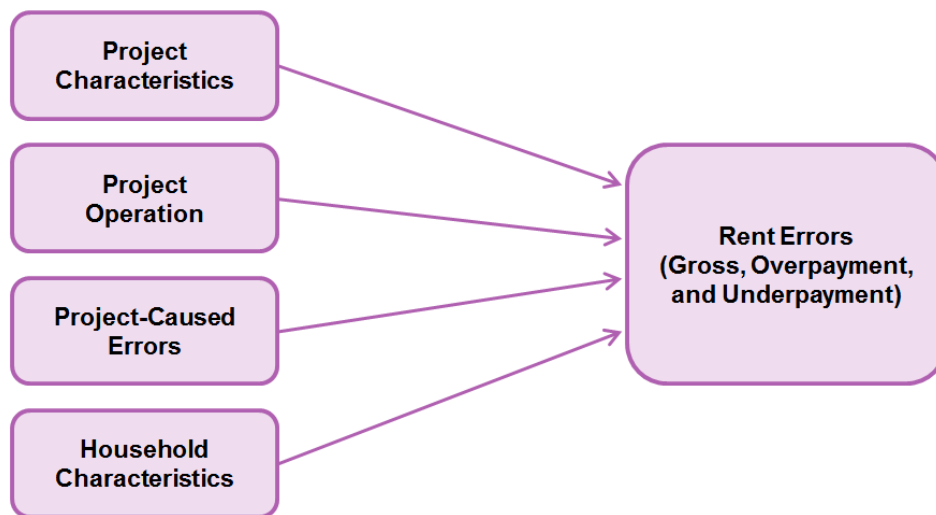 Project
Characteristics
Project
Operation
Project-Caused
Errors
Household
Characteristics
Rent Errors
(Gross, Overpayment,
and Underpayment)